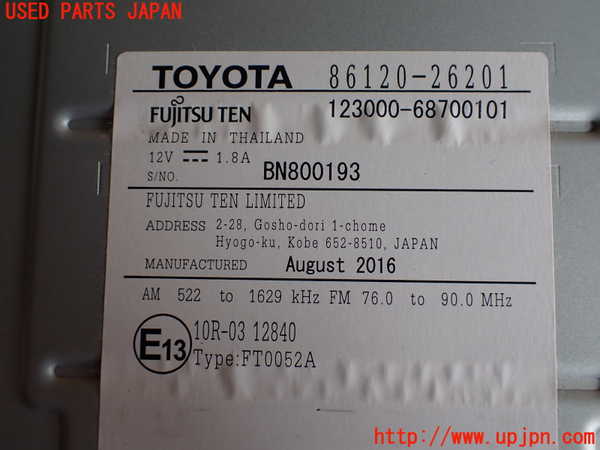 USED PARTS JAPAN
TOYOTA 86120-26201
FUJITSU TEN 123000-68700101
MADE IN THAILAND
12V 1.8A
S/NO. BN800193
FUJITSU TEN LIMITED
ADDRESS 2-28, Gosho-dori 1-chome
Hyogo-ku, Kobe 652-8510, JAPAN
MANUFACTURED August 2016
AM 522 to 1629 kHz FM 76.0 to 90.0 MHz
E13 10R-03 12840
Type:FT0052A
http://www.upjpn.com/